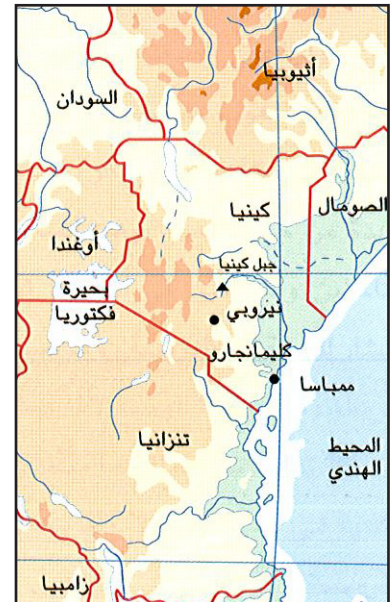 أثيوبيا
السودان
الصومال
كينيا
أوغندا
جبل كينيا
بحيرة
فكتوريا
نيروبي
كليمانجارو
ممباسا
تنزانيا
المحيط
الهندي
زامبيا